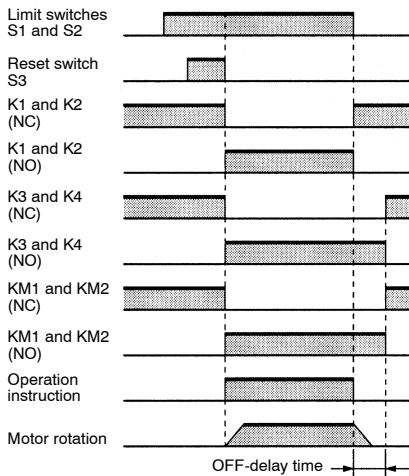 Limit switches
S1 and S2
Reset switch
S3
K1 and K2
(NC)
K1 and K2
(NO)
K3 and K4
(NC)
K3 and K4
(NO)
KM1 and KM2
(NC)
KM1 and KM2
(NO)
Operation
instruction
Motor rotation
OFF-delay time